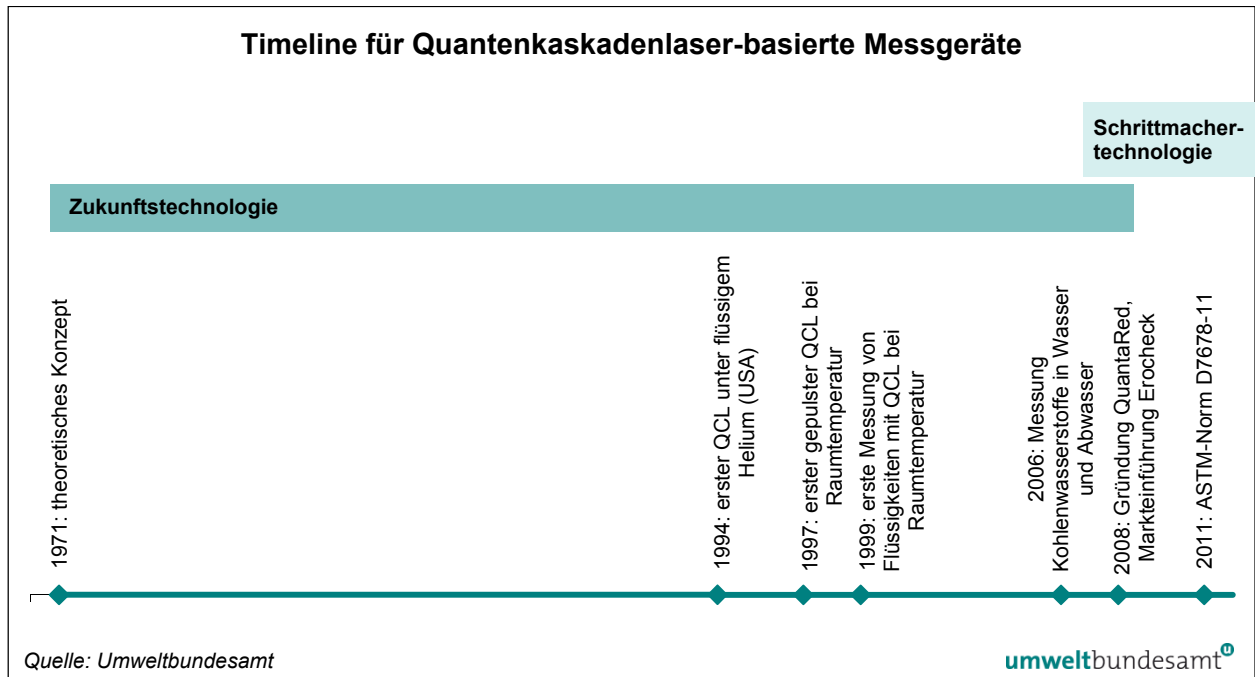 Timeline für Quantenkaskadenlaser-basierte Messgeräte
Schrittmacher-
technologie
Zukunftstechnologie
1971: theoretisches Konzept
1994: erster QCL unter flüssigem
Helium (USA)
1997: erster gepulster QCL bei
Raumtemperatur
1999: erste Messung von
Flüssigkeiten mit QCL bei
Raumtemperatur
2006: Messung
Kohlenwasserstoffe in Wasser
und Abwasser
2008: Gründung QuantaRed,
Markteinführung Erocheck
2011: ASTM-Norm D7678-11
Quelle: Umweltbundesamt
umweltbundesamt